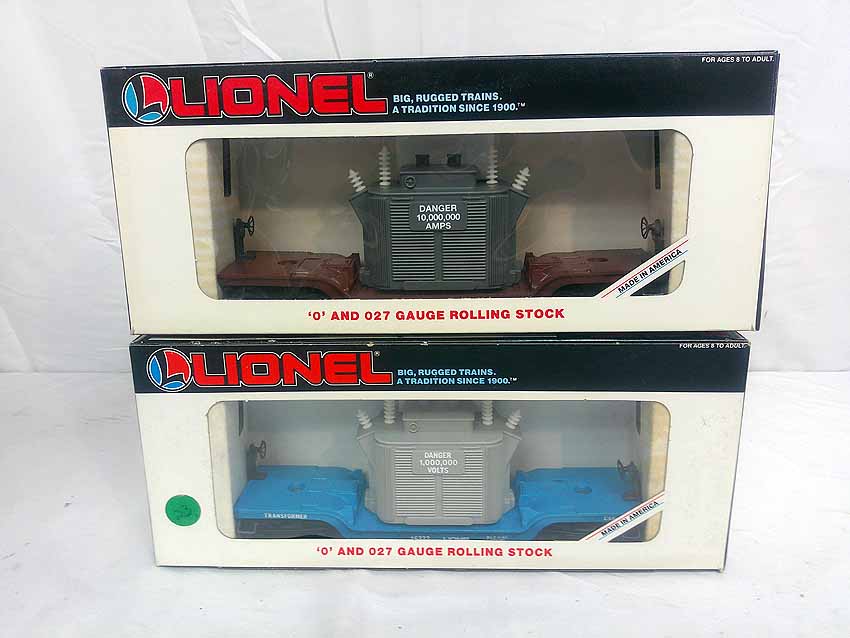 FOR AGES 8 TO ADULT.
LIONEL®
BIG, RUGGED TRAINS.
A TRADITION SINCE 1900.™
DANGER
10,000,000
AMPS
MADE IN AMERICA
'O' AND 027 GAUGE ROLLING STOCK
FOR AGES 8 TO ADULT.
LIONEL®
BIG, RUGGED TRAINS.
A TRADITION SINCE 1900.™
DANGER
1,000,000
VOLTS
TRANSFORMER
LIONEL
MADE IN AMERICA
'O' AND 027 GAUGE ROLLING STOCK